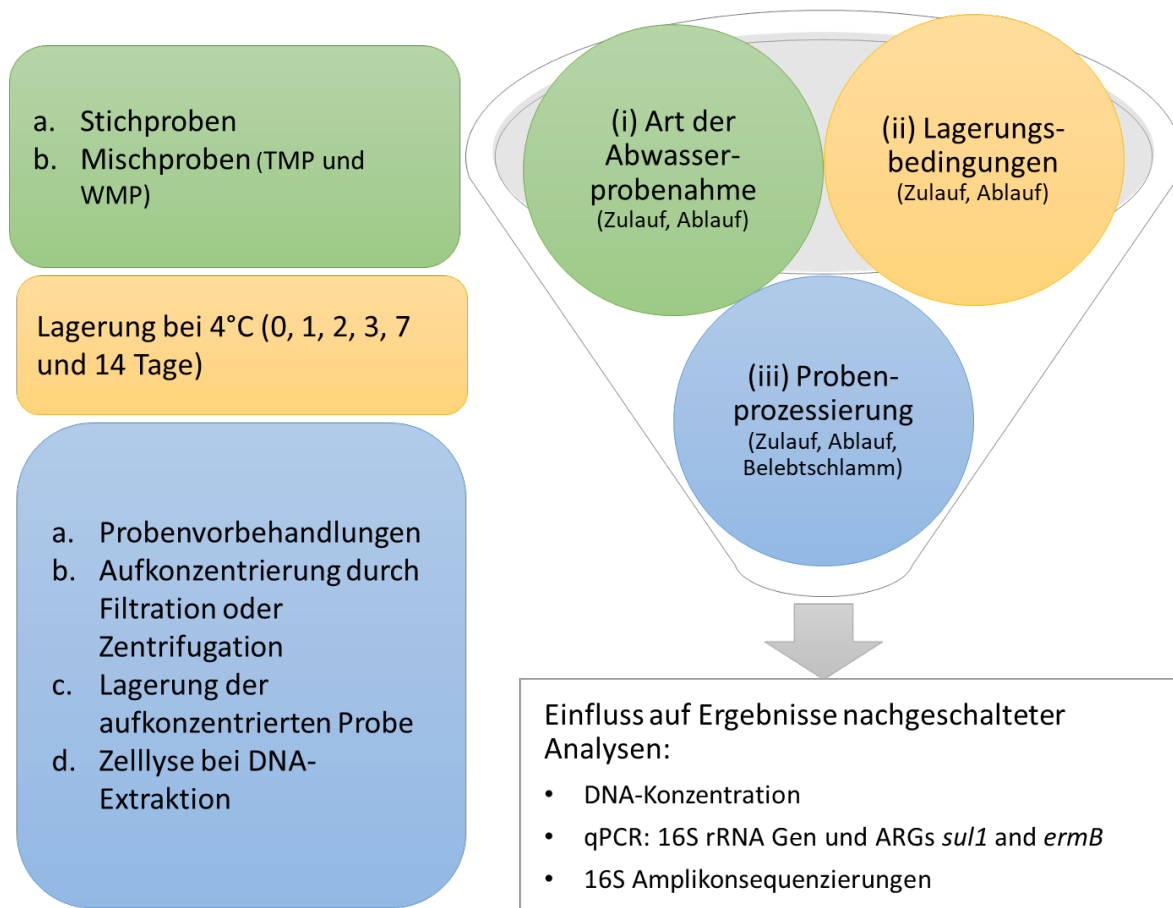 a. Stichproben
b. Mischproben (TMP und
WMP)
Lagerung bei 4°C (0, 1, 2, 3, 7
und 14 Tage)
a. Probenvorbehandlungen
b. Aufkonzentrierung durch
Filtration oder
Zentrifugation
c. Lagerung der
aufkonzentrierten Probe
d. Zelllyse bei DNA-
Extraktion
(i) Art der
Abwasser-
probenahme
(Zulauf, Ablauf)
(ii) Lagerungs-
bedingungen
(Zulauf, Ablauf)
(iii) Proben-
prozessierung
(Zulauf, Ablauf,
Belebtschlamm)
Einfluss auf Ergebnisse nachgeschalteter
Analysen:
• DNA-Konzentration
• qPCR: 16S rRNA Gen und ARGs sul1 and ermB
• 16S Amplikonsequenzierungen